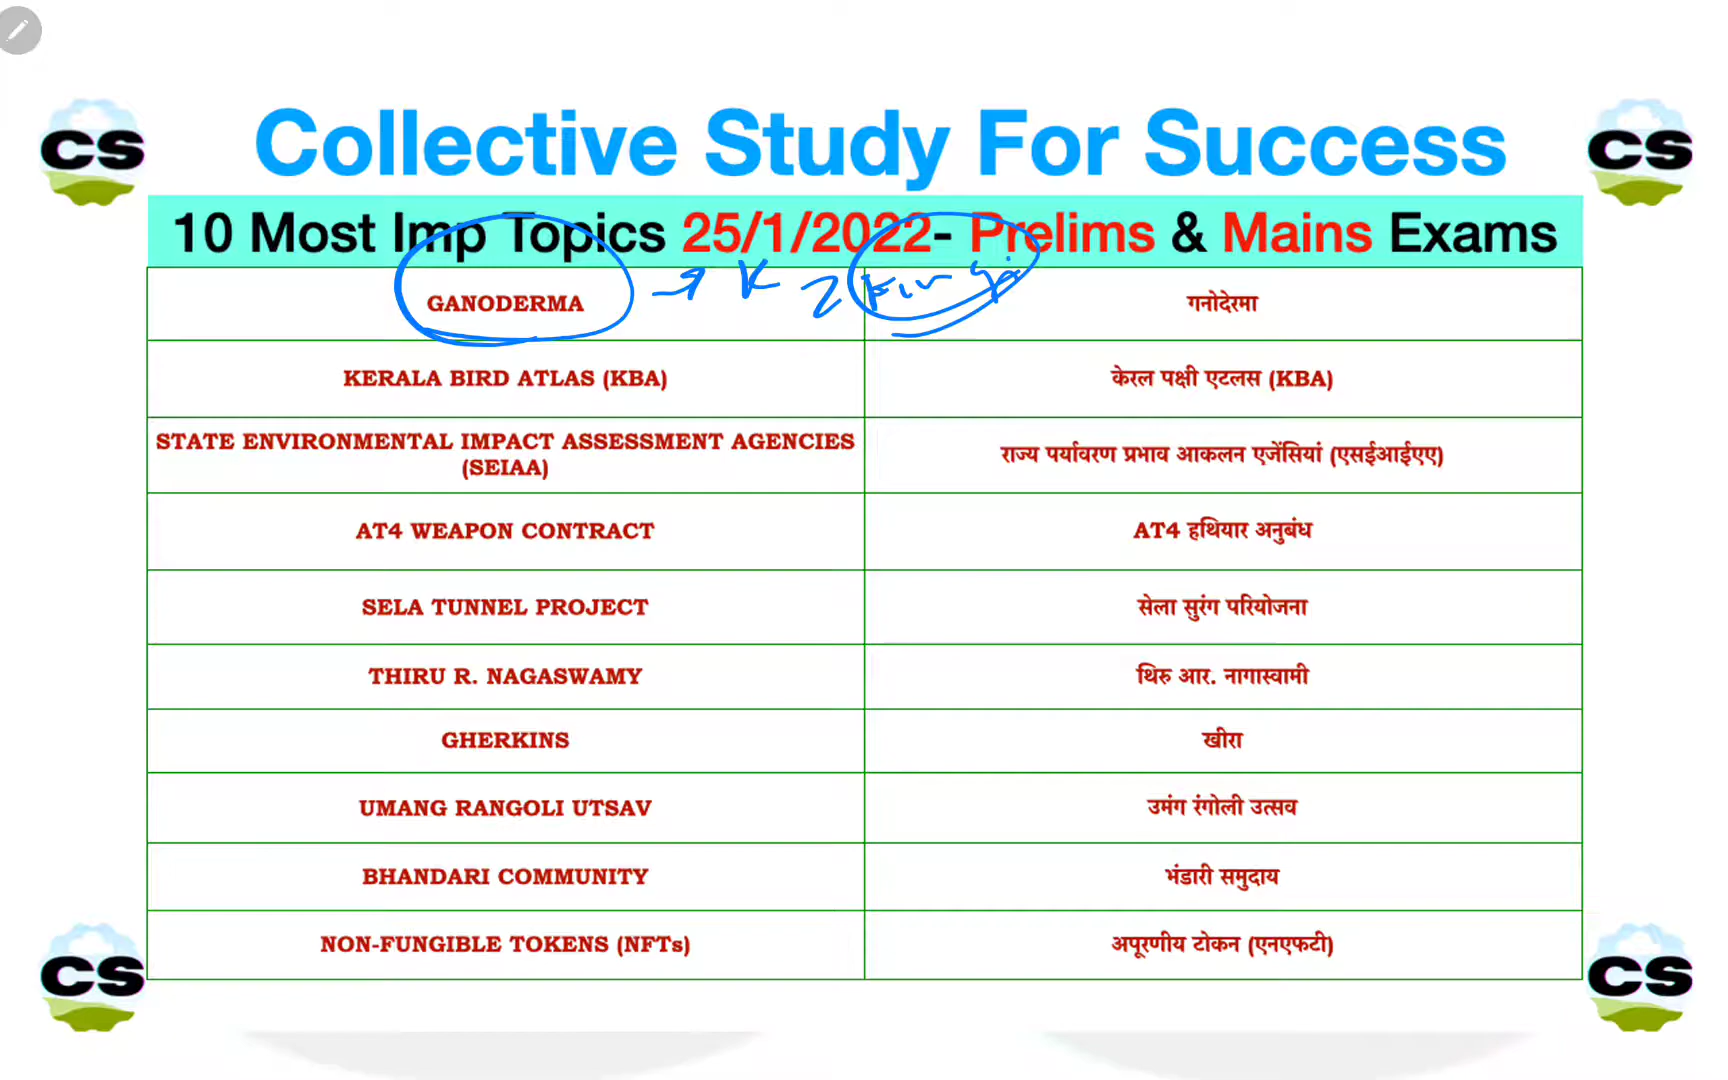 Collective Study For Success
CS
CS
10 Most Imp Topics 25/1/2022- Prelims & Mains Exams
GANODERMA
→ K
गनोदेरमा
KERALA BIRD ATLAS (KBA)
केरल पक्षी एटलस (KBA)
STATE ENVIRONMENTAL IMPACT ASSESSMENT AGENCIES
(SEIAA)
राज्य पर्यावरण प्रभाव आकलन एजेंसियां (एसईआईएए)
AT4 WEAPON CONTRACT
AT4 हथियार अनुबंध
SELA TUNNEL PROJECT
सेला सुरंग परियोजना
THIRU R. NAGASWAMY
थिरु आर. नागास्वामी
GHERKINS
खीरा
UMANG RANGOLI UTSAV
उमंग रंगोली उत्सव
BHANDARI COMMUNITY
भंडारी समुदाय
NON-FUNGIBLE TOKENS (NFTs)
अपूरणीय टोकन (एनएफटी)
CS
CS